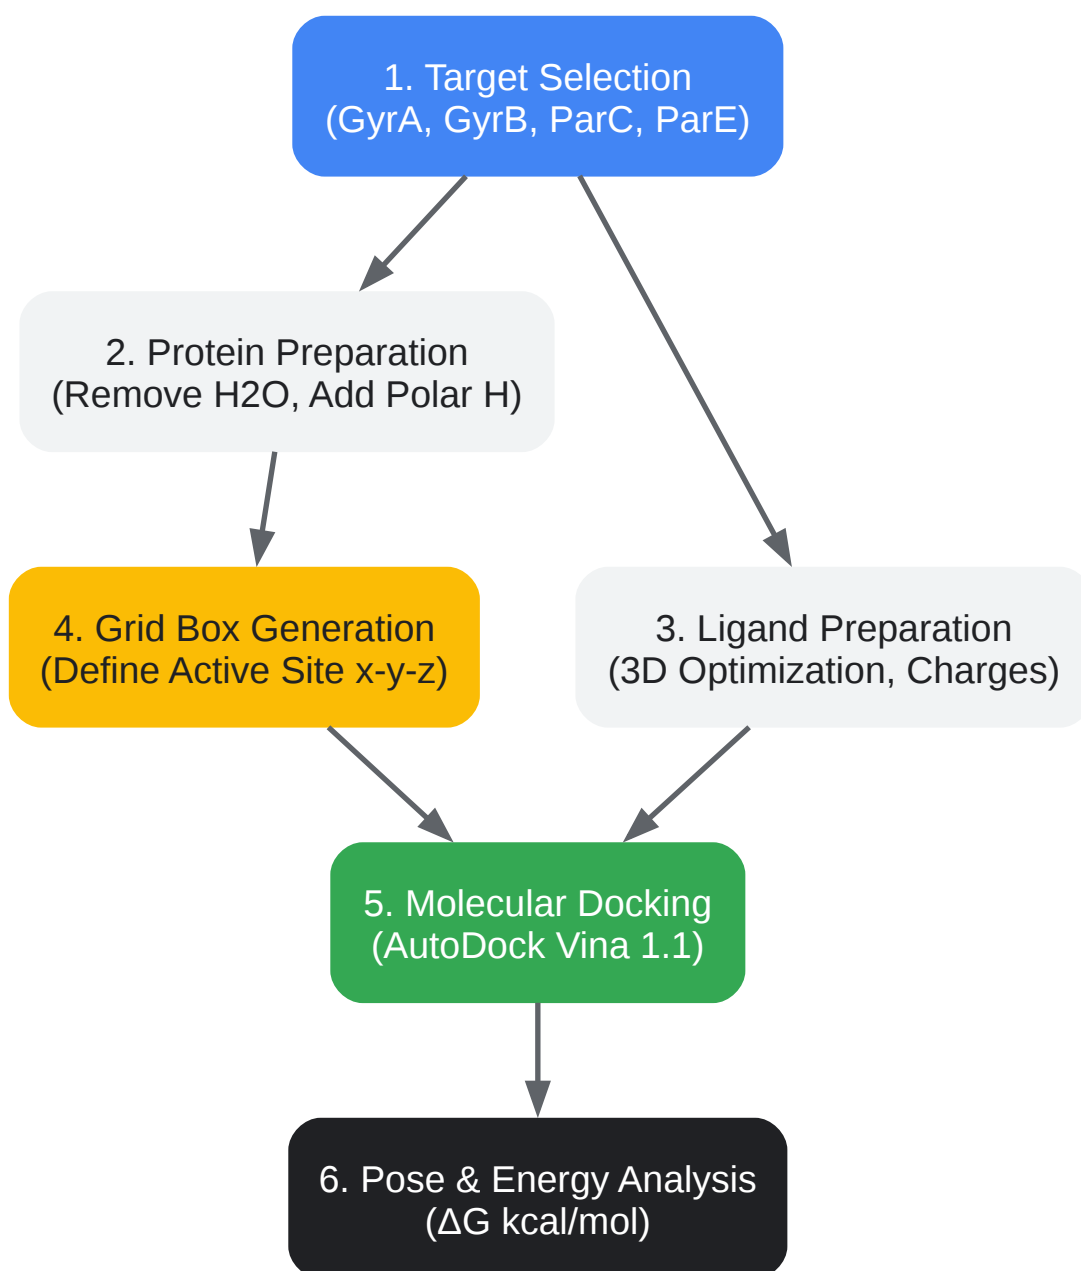 1. Target Selection
(GyrA, GyrB, ParC, ParE)
2. Protein Preparation
(Remove H2O, Add Polar H)
4. Grid Box Generation
(Define Active Site x-y-z)
3. Ligand Preparation
(3D Optimization, Charges)
5. Molecular Docking
(AutoDock Vina 1.1)
6. Pose & Energy Analysis
(ΔG kcal/mol)